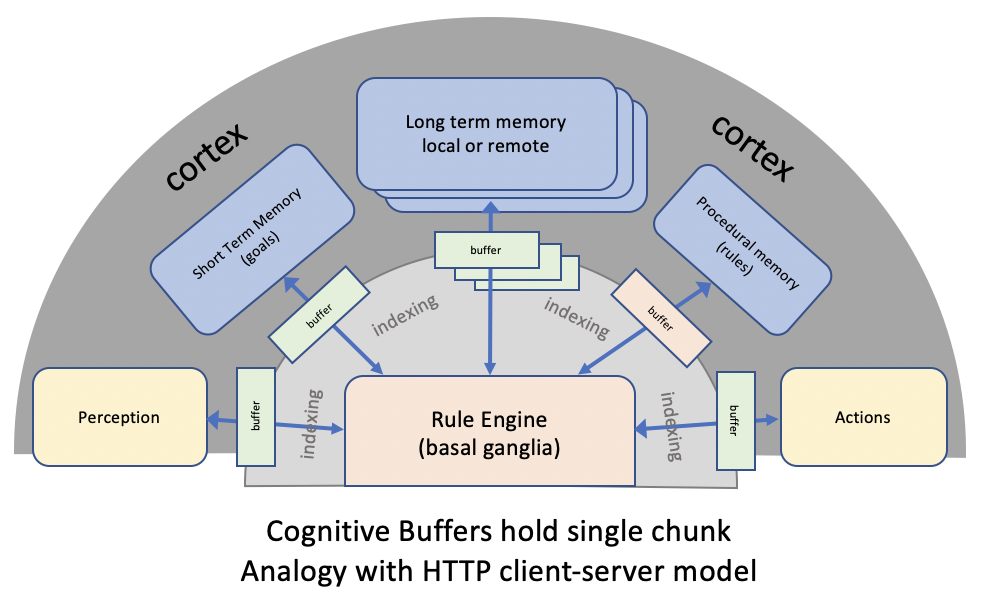 cortex
cortex
Long term memory
local or remote
Short Term Memory
(goals)
Procedural memory
(rules)
buffer
buffer
buffer
indexing
indexing
Perception
buffer
indexing
Rule Engine
(basal ganglia)
indexing
buffer
Actions
Cognitive Buffers hold single chunk
Analogy with HTTP client-server model